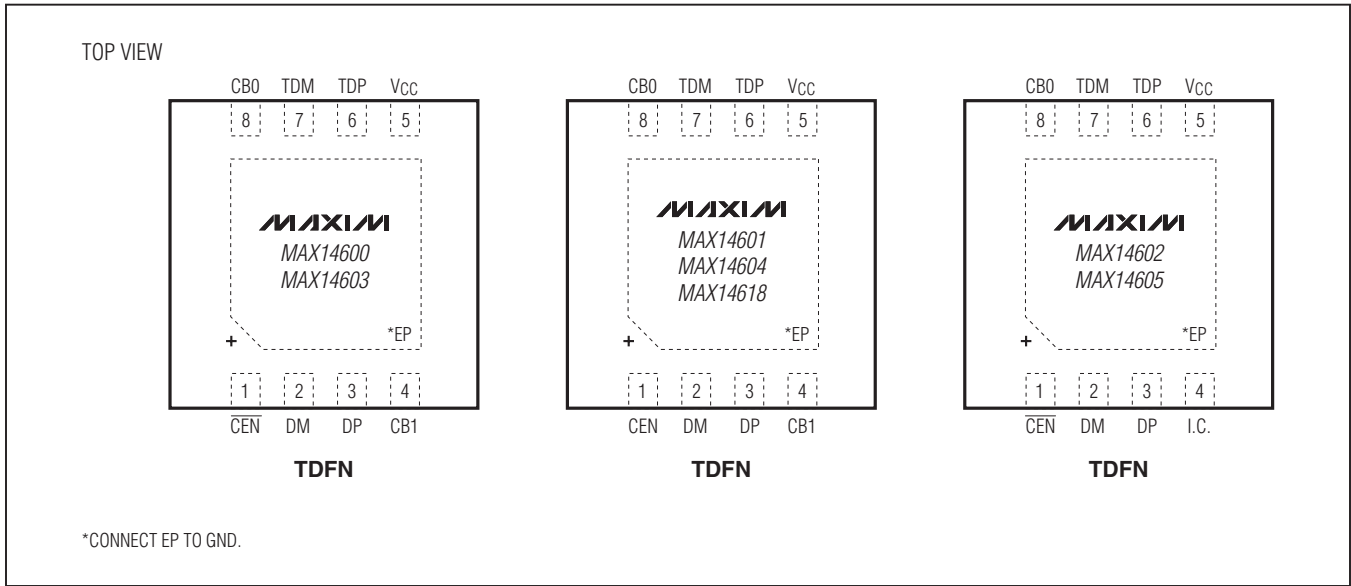 TOP VIEW
CB0 TDM TDP VCC
8 7 6 5
MAXIM
MAX14600
MAX14603
*EP
+
1 2 3 4
C̅E̅N̅ DM DP CB1
TDFN
CB0 TDM TDP VCC
8 7 6 5
MAXIM
MAX14601
MAX14604
MAX14618
*EP
+
1 2 3 4
CEN DM DP CB1
TDFN
CB0 TDM TDP VCC
8 7 6 5
MAXIM
MAX14602
MAX14605
*EP
+
1 2 3 4
C̅E̅N̅ DM DP I.C.
TDFN
*CONNECT EP TO GND.